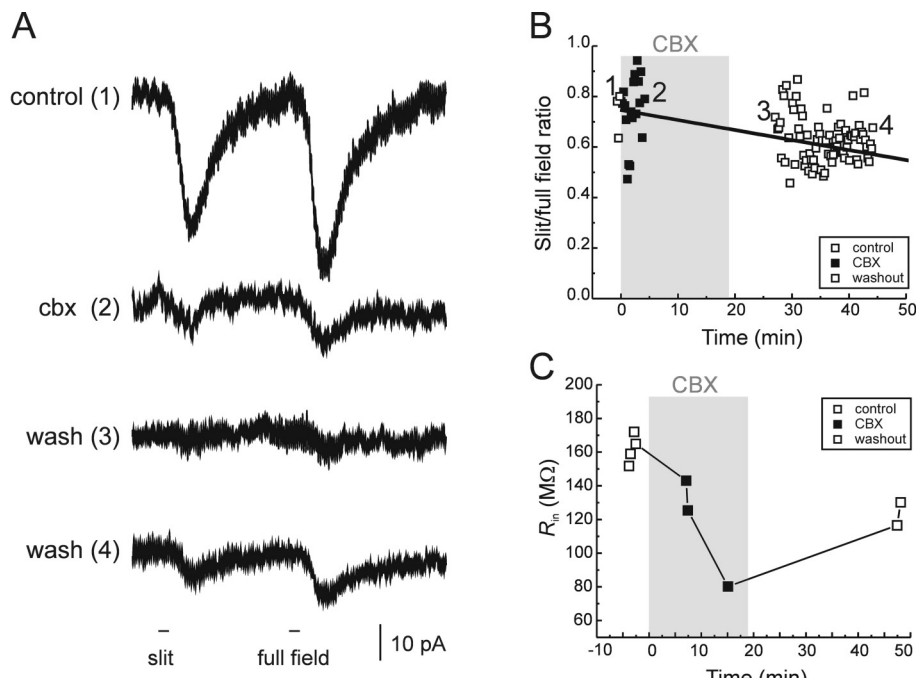 A
control (1)
cbx (2)
wash (3)
wash (4)
slit
full field
10 pA
B
CBX
Slit/full field ratio
1.0
0.8
0.6
0.4
0.2
0.0
1
2
3
4
control
CBX
washout
0
10
20
30
40
50
Time (min)
C
CBX
Rin (MΩ)
200
180
160
140
120
100
80
60
control
CBX
washout
-10
0
10
20
30
40
50
Time (min)